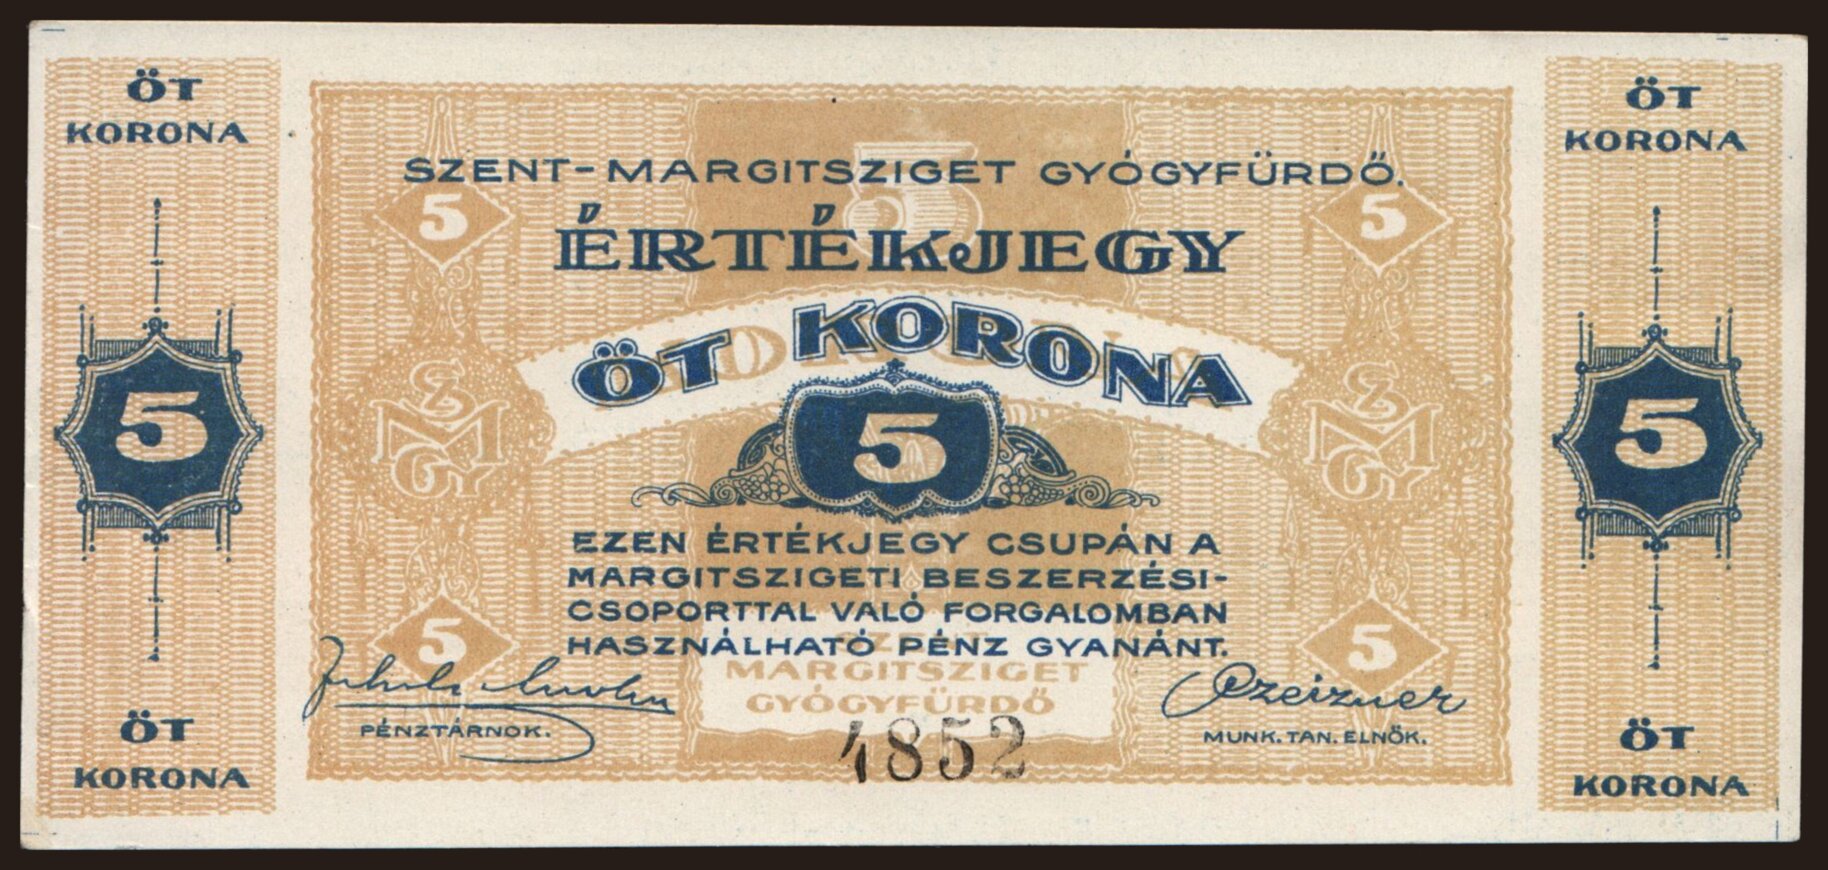 ÖT
KORONA
5
ÖT
KORONA
SZENT-MARGITSZIGET GYÓGYFÜRDŐ.
ÉRTÉKJEGY
5
5
5
ÖT KORONA
5
EZEN ÉRTÉKJEGY CSUPÁN A
MARGITSZIGETI BESZERZÉSI-
CSOPORTTAL VALÓ FORGALOMBAN
HASZNÁLHATÓ PÉNZ GYANÁNT.
5
5
MARGITSZIGET
GYÓGYFÜRDŐ
PÉNZTÁRNOK.
MUNK. TAN. ELNÖK.
4852
ÖT
KORONA
5
ÖT
KORONA